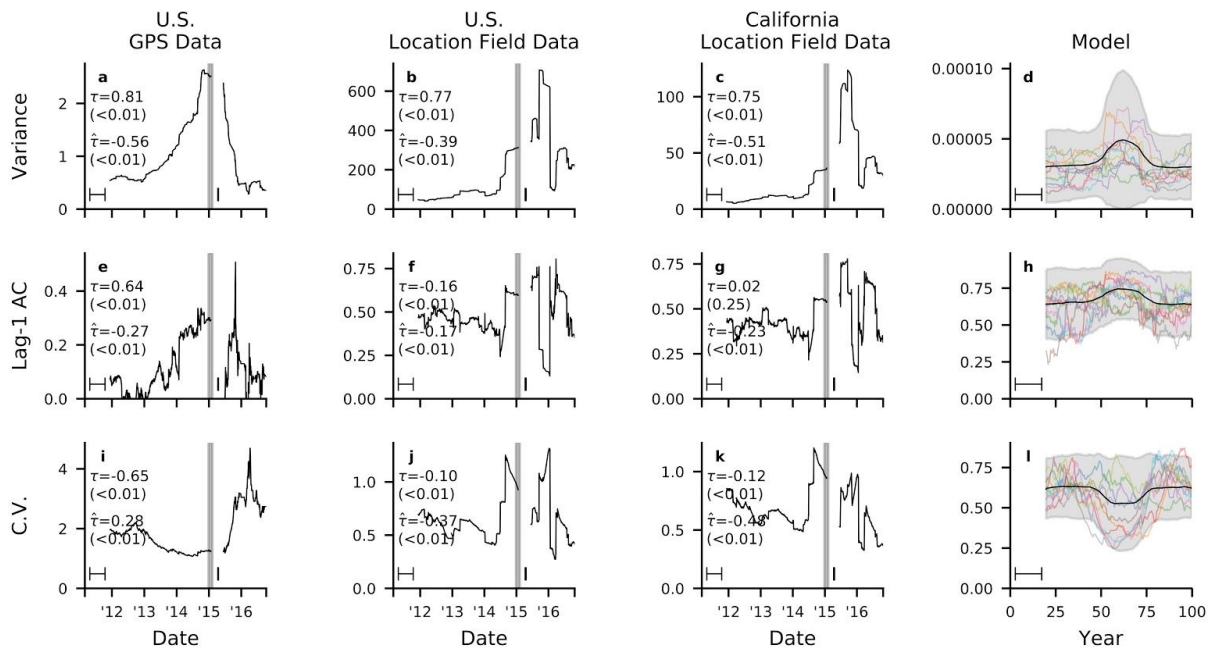 U.S.
GPS Data
U.S.
Location Field Data
California
Location Field Data
Model
Variance
a
τ=0.81
(<0.01)
τ̂=-0.56
(<0.01)
2
1
0
b
τ=0.77
(<0.01)
τ̂=-0.39
(<0.01)
600
400
200
0
c
τ=0.75
(<0.01)
τ̂=-0.51
(<0.01)
100
50
0
d
0.00010
0.00005
0.00000
Lag-1 AC
e
τ=0.64
(<0.01)
τ̂=-0.27
(<0.01)
0.4
0.2
0.0
f
τ=-0.16
(<0.01)
τ̂=-0.17
(<0.01)
0.75
0.50
0.25
0.00
g
τ=0.02
(0.25)
τ̂=-0.23
(<0.01)
0.75
0.50
0.25
0.00
h
0.75
0.50
0.25
0.00
C.V.
i
τ=-0.65
(<0.01)
τ̂=0.28
(<0.01)
4
2
0
j
τ=-0.10
(<0.01)
τ̂=-0.37
(<0.01)
1.0
0.5
0.0
k
τ=-0.12
(<0.01)
τ̂=-0.48
(<0.01)
1.0
0.5
0.0
l
0.75
0.50
0.25
0.00
'12 '13 '14 '15 '16
'12 '13 '14 '15 '16
'12 '13 '14 '15 '16
0 25 50 75 100
Date
Date
Date
Year